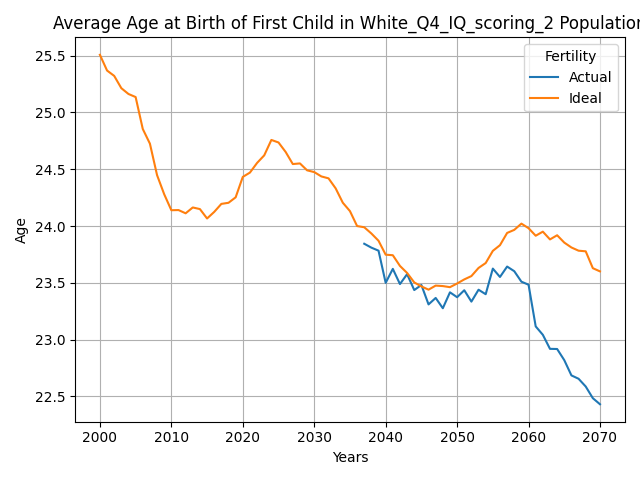 Average Age at Birth of First Child in White_Q4_IQ_scoring_2 Population
Fertility
Actual
Ideal
25.5
25.0
24.5
24.0
23.5
23.0
22.5
Age
2000 2010 2020 2030 2040 2050 2060 2070
Years